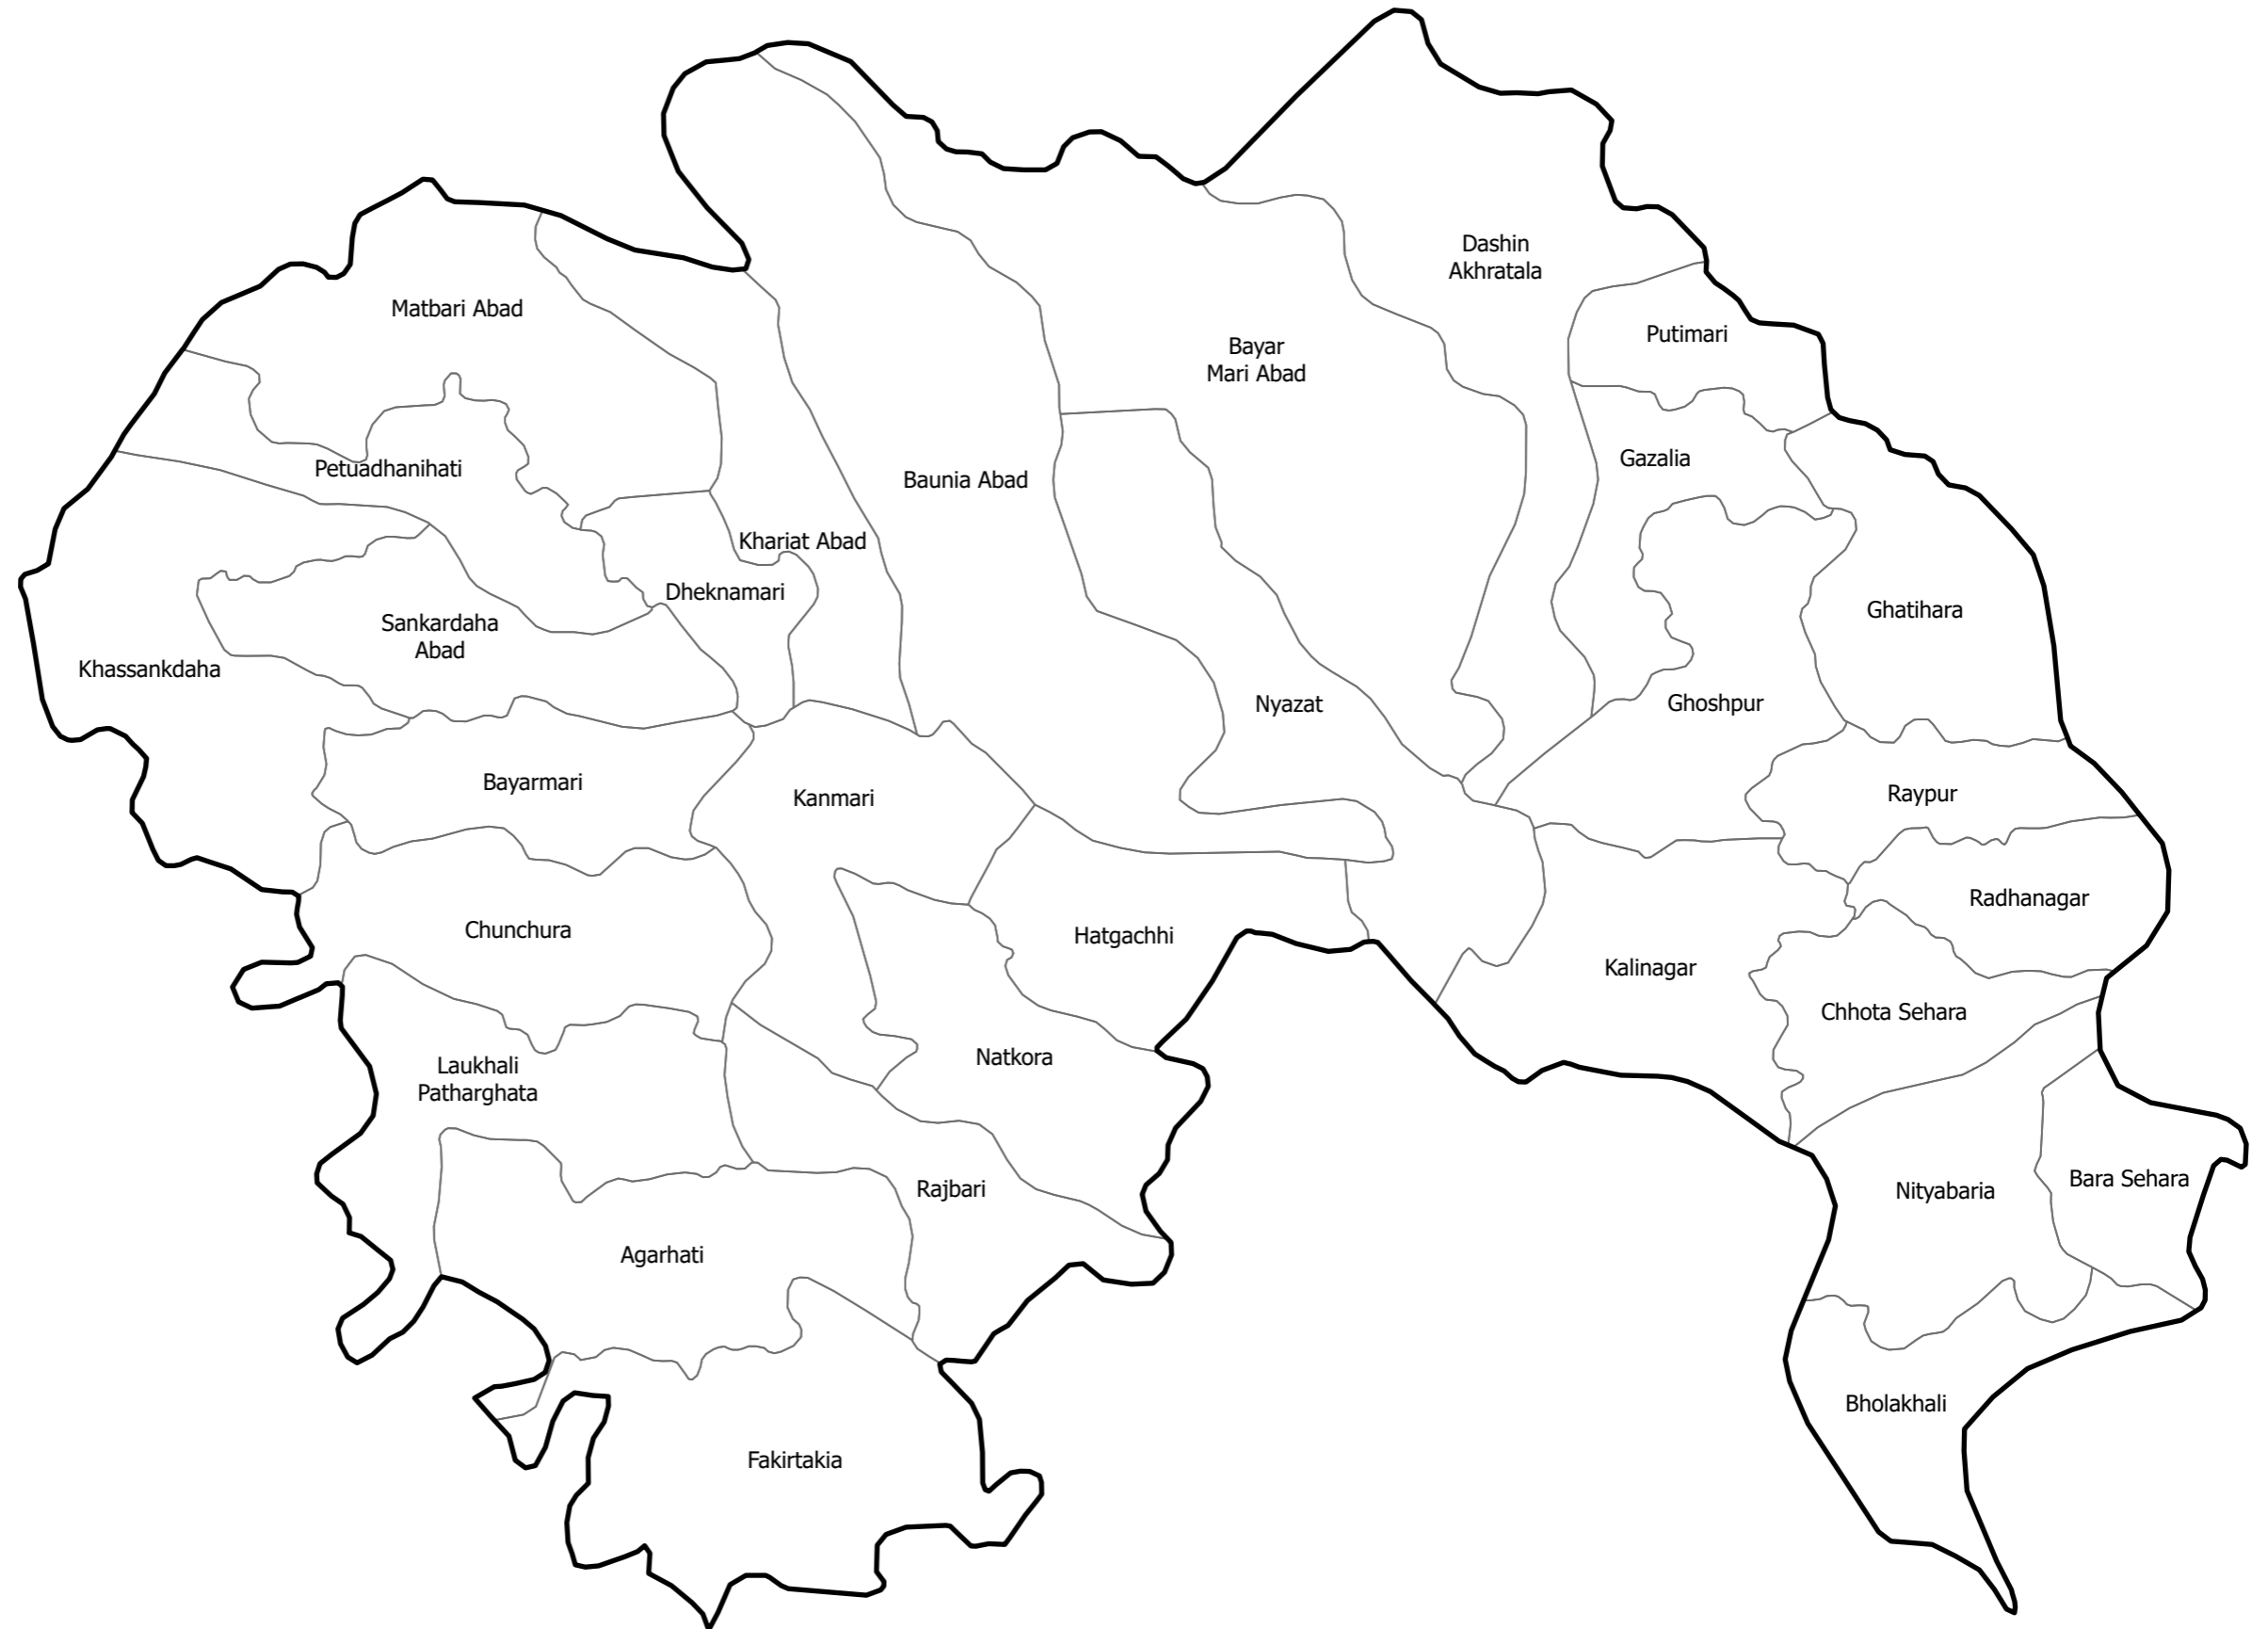 Dashin
Akhratala
Matbari Abad
Putimari
Bayar
Mari Abad
Gazalia
Petuadhanihati
Baunia Abad
Khariat Abad
Dheknamari
Ghatihara
Sankardaha
Abad
Khassankdaha
Nyazat
Ghoshpur
Bayarmari
Kanmari
Raypur
Radhanagar
Chunchura
Hatgachhi
Kalinagar
Chhota Sehara
Natkora
Laukhali
Patharghata
Bara Sehara
Rajbari
Nityabaria
Agarhati
Bholakhali
Fakirtakia